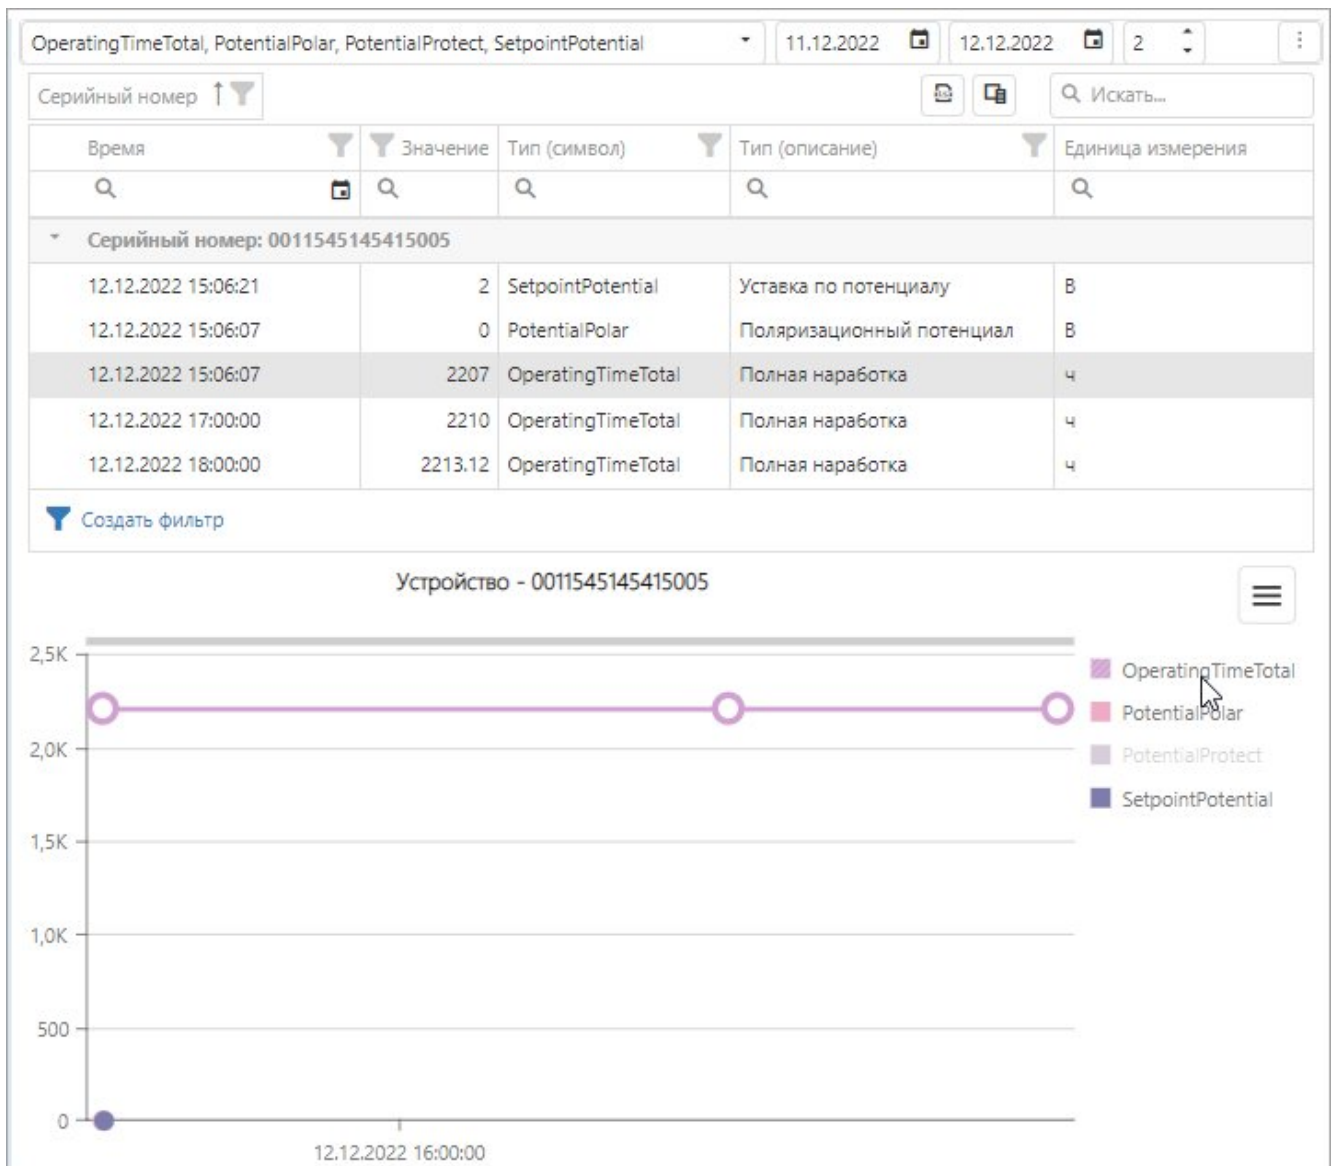 OperatingTimeTotal, PotentialPolar, PotentialProtect, SetpointPotential 11.12.2022 12.12.2022 2
Серийный номер Искать...
Время Значение Тип (символ) Тип (описание) Единица измерения
Серийный номер: 0011545145415005
12.12.2022 15:06:21 2 SetpointPotential Уставка по потенциалу В
12.12.2022 15:06:07 0 PotentialPolar Поляризационный потенциал В
12.12.2022 15:06:07 2207 OperatingTimeTotal Полная наработка ч
12.12.2022 17:00:00 2210 OperatingTimeTotal Полная наработка ч
12.12.2022 18:00:00 2213.12 OperatingTimeTotal Полная наработка ч
Создать фильтр
Устройство - 0011545145415005
2,5K
OperatingTimeTotal
PotentialPolar
2,0K
PotentialProtect
SetpointPotential
1,5K
1,0K
500
0
12.12.2022 16:00:00